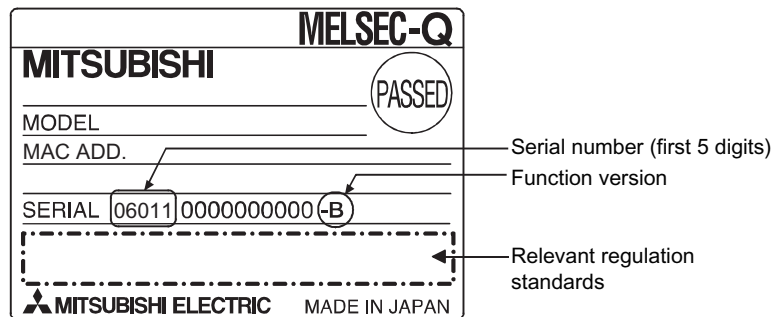 MELSEC-Q
MITSUBISHI
PASSED
MODEL
MAC ADD.
Serial number (first 5 digits)
Function version
SERIAL 06011 0000000000 -B
Relevant regulation
standards
MITSUBISHI ELECTRIC MADE IN JAPAN